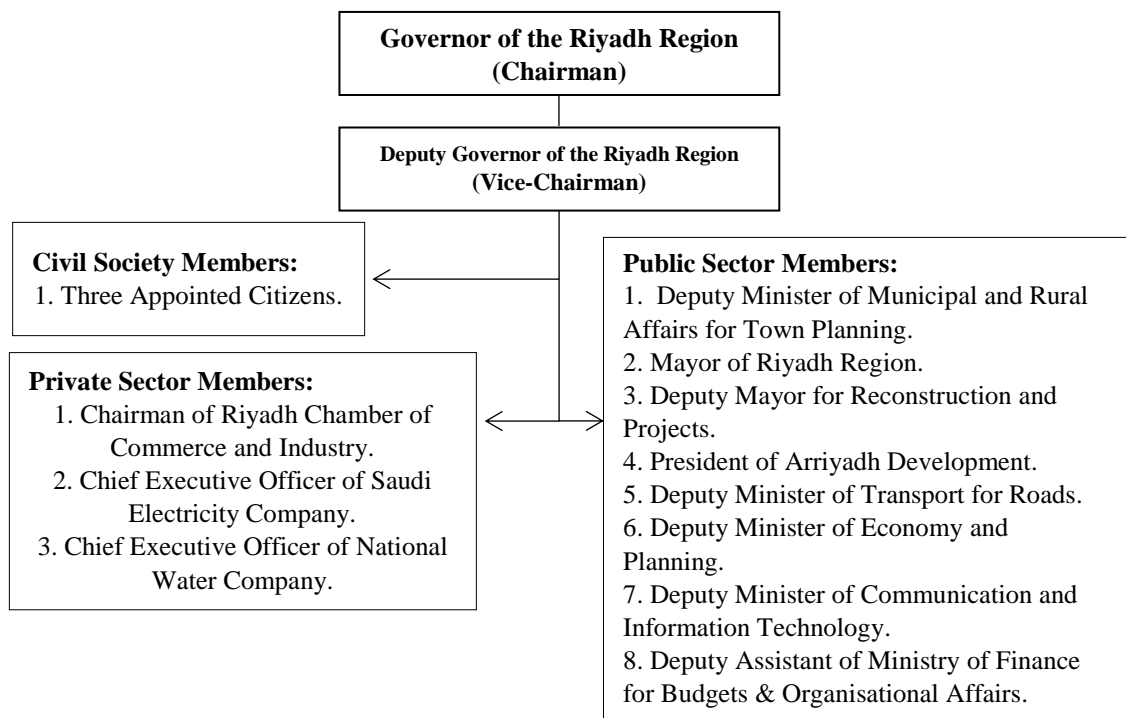 Governor of the Riyadh Region
(Chairman)
Deputy Governor of the Riyadh Region
(Vice-Chairman)
Civil Society Members:
1. Three Appointed Citizens.
Private Sector Members:
1. Chairman of Riyadh Chamber of
Commerce and Industry.
2. Chief Executive Officer of Saudi
Electricity Company.
3. Chief Executive Officer of National
Water Company.
Public Sector Members:
1. Deputy Minister of Municipal and Rural
Affairs for Town Planning.
2. Mayor of Riyadh Region.
3. Deputy Mayor for Reconstruction and
Projects.
4. President of Arriyadh Development.
5. Deputy Minister of Transport for Roads.
6. Deputy Minister of Economy and
Planning.
7. Deputy Minister of Communication and
Information Technology.
8. Deputy Assistant of Ministry of Finance
for Budgets & Organisational Affairs.